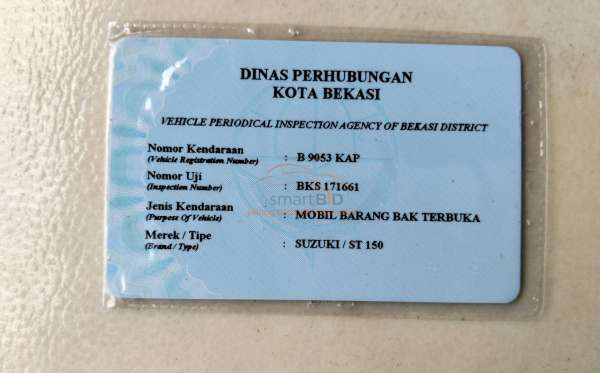 DINAS PERHUBUNGAN
KOTA BEKASI
VEHICLE PERIODICAL INSPECTION AGENCY OF BEKASI DISTRICT
Nomor Kendaraan : B 9053 KAP
(Vehicle Registration Number)
Nomor Uji : BKS 171661
(Inspection Number)
smartBID
Jenis Kendaraan : MOBIL BARANG BAK TERBUKA
(Purpose Of Vehicle)
Merek / Tipe : SUZUKI / ST 150
(Brand / Type)